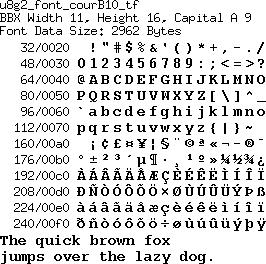 u8g2_font_courB10_tf
BBX Width 11, Height 16, Capital A 9
Font Data Size: 2962 Bytes
32/0020 ! " # $ % & ' ( ) * + , - . /
48/0030 0 1 2 3 4 5 6 7 8 9 : ; < = > ?
64/0040 @ A B C D E F G H I J K L M N O
80/0050 P Q R S T U V W X Y Z [ \ ] ^ _
96/0060 ` a b c d e f g h i j k l m n o
112/0070 p q r s t u v w x y z { | } ~
160/00a0 ¡ ¢ £ ¤ ¥ ¦ § ¨ © ª « ¬ - ® ¯
176/00b0 ° ± ² ³ ´ µ ¶ · ¸ ¹ º » ¼ ½ ¾ ¿
192/00c0 À Á Â Ã Ä Å Æ Ç È É Ê Ë Ì Í Î Ï
208/00d0 Ð Ñ Ò Ó Ô Õ Ö × Ø Ù Ú Û Ü Ý Þ ß
224/00e0 à á â ã ä å æ ç è é ê ë ì í î ï
240/00f0 ð ñ ò ó ô õ ö ÷ ø ù ú û ü ý þ ÿ
The quick brown fox
jumps over the lazy dog.